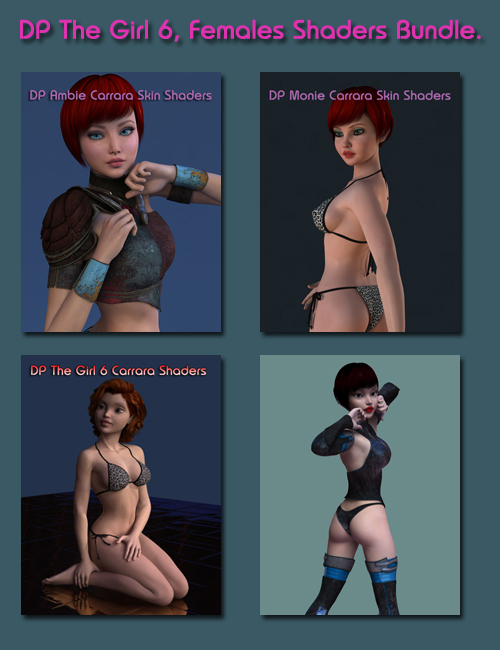 DP The Girl 6, Females Shaders Bundle.
DP Ambie Carrara Skin Shaders
DP Monie Carrara Skin Shaders
DP The Girl 6 Carrara Shaders